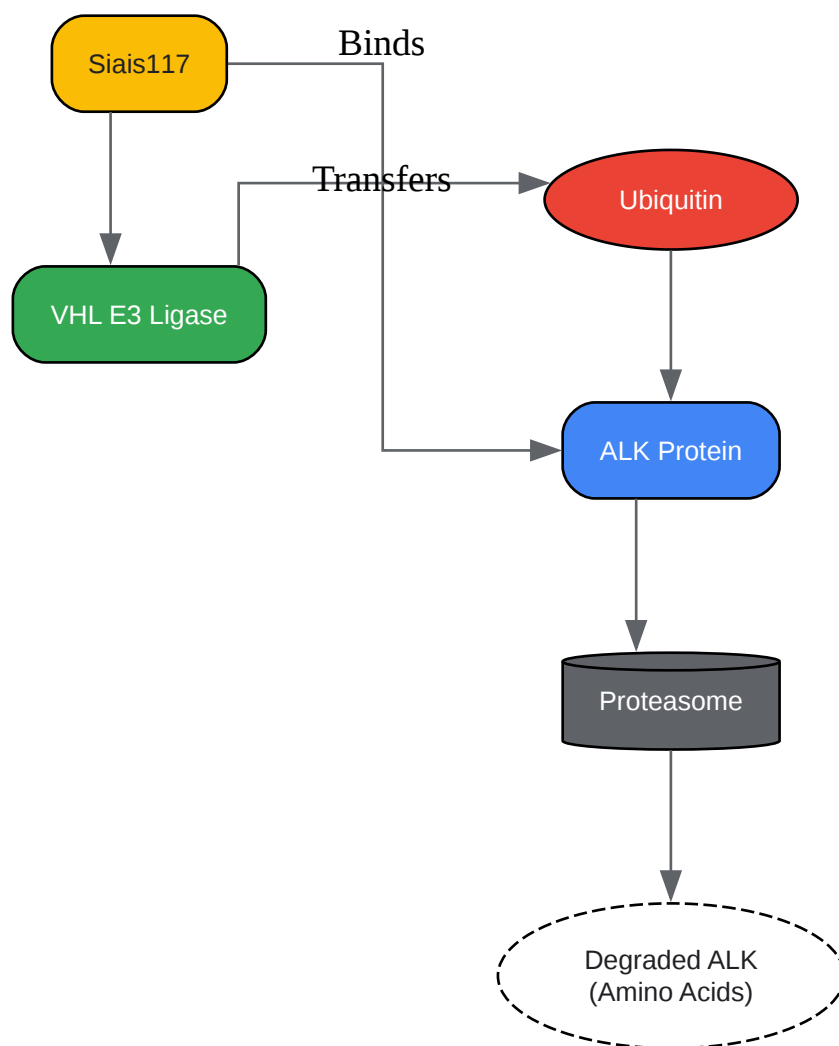 Binds
Siais117
Transfers
Ubiquitin
VHL E3 Ligase
ALK Protein
Proteasome
Degraded ALK
(Amino Acids)